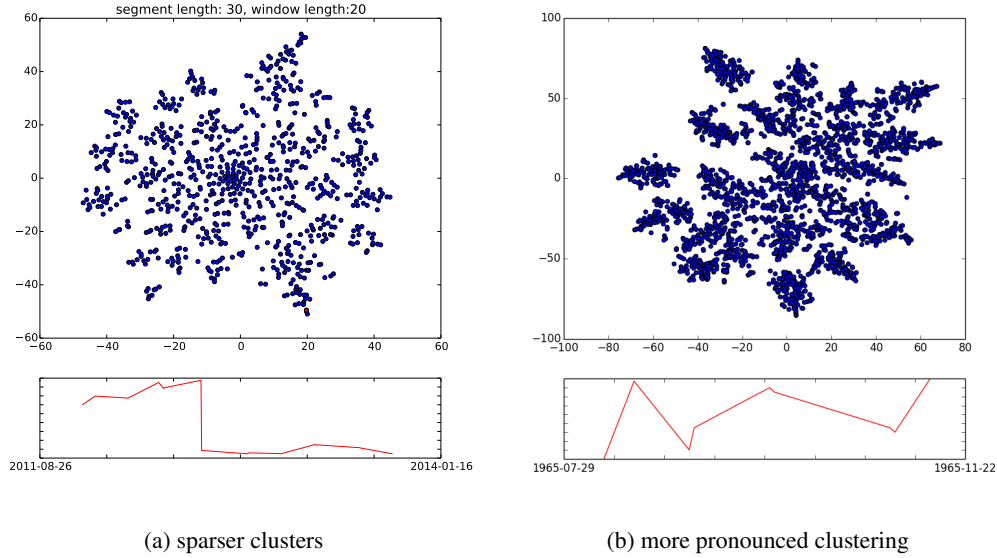 segment length: 30, window length:20
60
40
20
0
−20
−40
−60
−60 −40 −20 0 20 40 60
2011-08-26 2014-01-16
(a) sparser clusters
100
50
0
−50
−100
−100 −80 −60 −40 −20 0 20 40 60 80
1965-07-29 1965-11-22
(b) more pronounced clustering